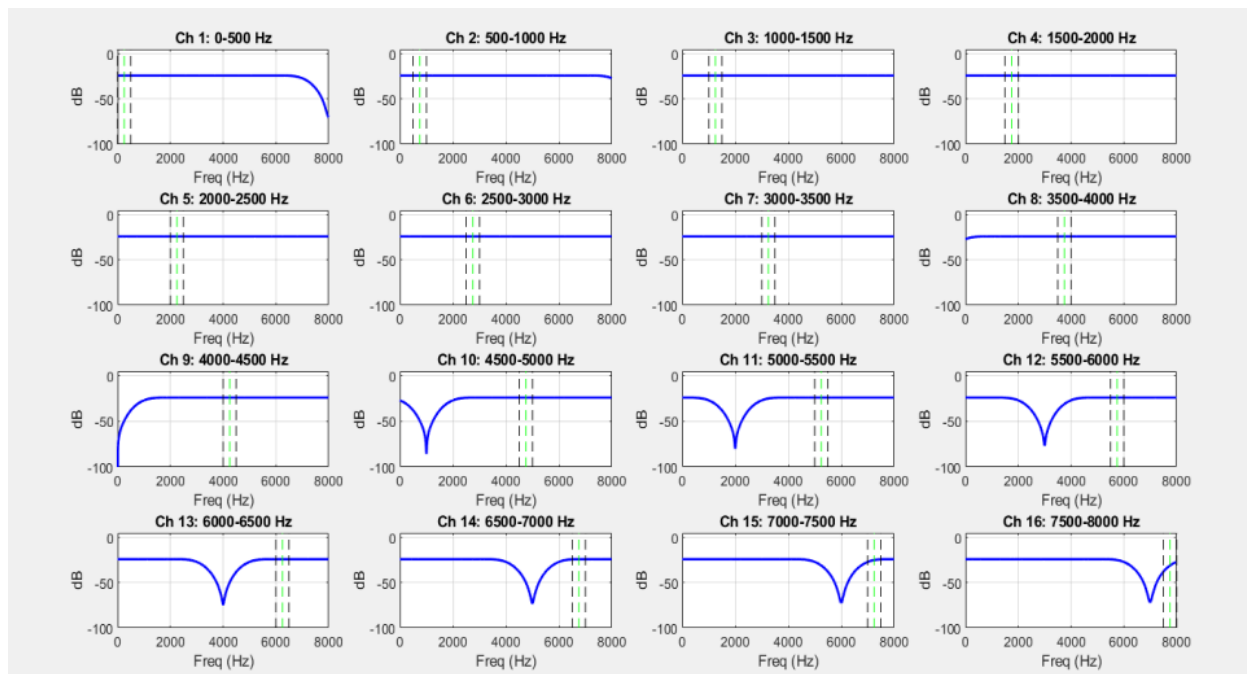 Ch 1: 0-500 Hz
0
-50
-100
dB
0 2000 4000 6000 8000
Freq (Hz)
Ch 2: 500-1000 Hz
0
-50
-100
dB
0 2000 4000 6000 8000
Freq (Hz)
Ch 3: 1000-1500 Hz
0
-50
-100
dB
0 2000 4000 6000 8000
Freq (Hz)
Ch 4: 1500-2000 Hz
0
-50
-100
dB
0 2000 4000 6000 8000
Freq (Hz)
Ch 5: 2000-2500 Hz
0
-50
-100
dB
0 2000 4000 6000 8000
Freq (Hz)
Ch 6: 2500-3000 Hz
0
-50
-100
dB
0 2000 4000 6000 8000
Freq (Hz)
Ch 7: 3000-3500 Hz
0
-50
-100
dB
0 2000 4000 6000 8000
Freq (Hz)
Ch 8: 3500-4000 Hz
0
-50
-100
dB
0 2000 4000 6000 8000
Freq (Hz)
Ch 9: 4000-4500 Hz
0
-50
-100
dB
0 2000 4000 6000 8000
Freq (Hz)
Ch 10: 4500-5000 Hz
0
-50
-100
dB
0 2000 4000 6000 8000
Freq (Hz)
Ch 11: 5000-5500 Hz
0
-50
-100
dB
0 2000 4000 6000 8000
Freq (Hz)
Ch 12: 5500-6000 Hz
0
-50
-100
dB
0 2000 4000 6000 8000
Freq (Hz)
Ch 13: 6000-6500 Hz
0
-50
-100
dB
0 2000 4000 6000 8000
Freq (Hz)
Ch 14: 6500-7000 Hz
0
-50
-100
dB
0 2000 4000 6000 8000
Freq (Hz)
Ch 15: 7000-7500 Hz
0
-50
-100
dB
0 2000 4000 6000 8000
Freq (Hz)
Ch 16: 7500-8000 Hz
0
-50
-100
dB
0 2000 4000 6000 8000
Freq (Hz)